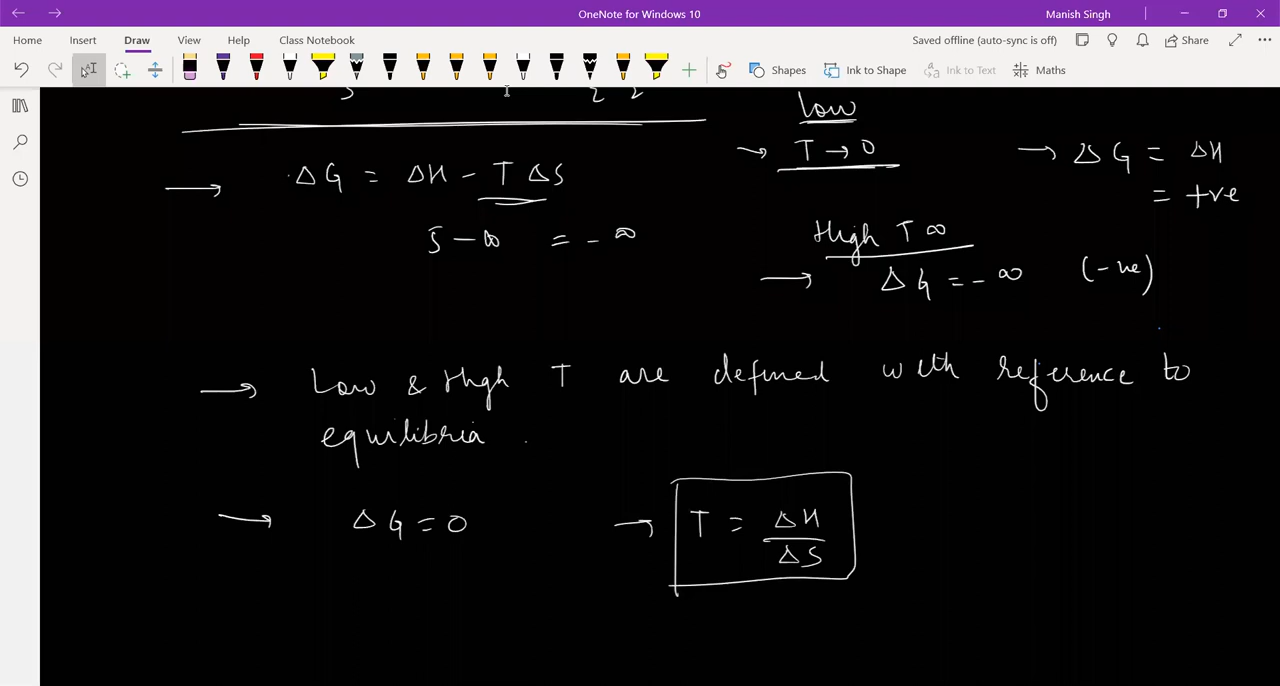 OneNote for Windows 10
Manish Singh
Home Insert Draw View Help Class Notebook
Saved offline (auto-sync is off)
Share
Shapes
Ink to Shape
Ink to Text
Maths
Low
→ ΔG = ΔH - TΔS
→ T → 0
→ ΔG = ΔH
= +ve
5 - ∞ = - ∞
High T ∞
→ ΔG = - ∞ (-ve)
→ Low & High T are defined with reference to
equilibria .
→ ΔG = 0 → T = ΔH/ΔS